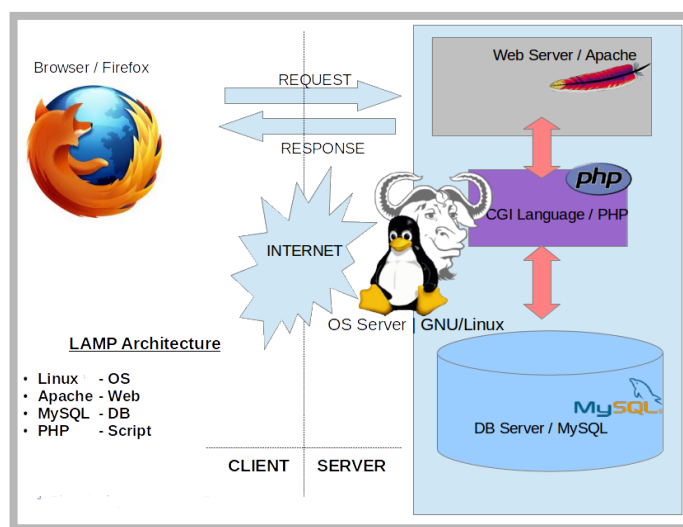 Browser / Firefox
REQUEST
RESPONSE
Web Server / Apache
php
CGI Language / PHP
INTERNET
OS Server | GNU/Linux
MySQL
DB Server / MySQL
LAMP Architecture
• Linux - OS
• Apache - Web
• MySQL - DB
• PHP - Script
CLIENT
SERVER